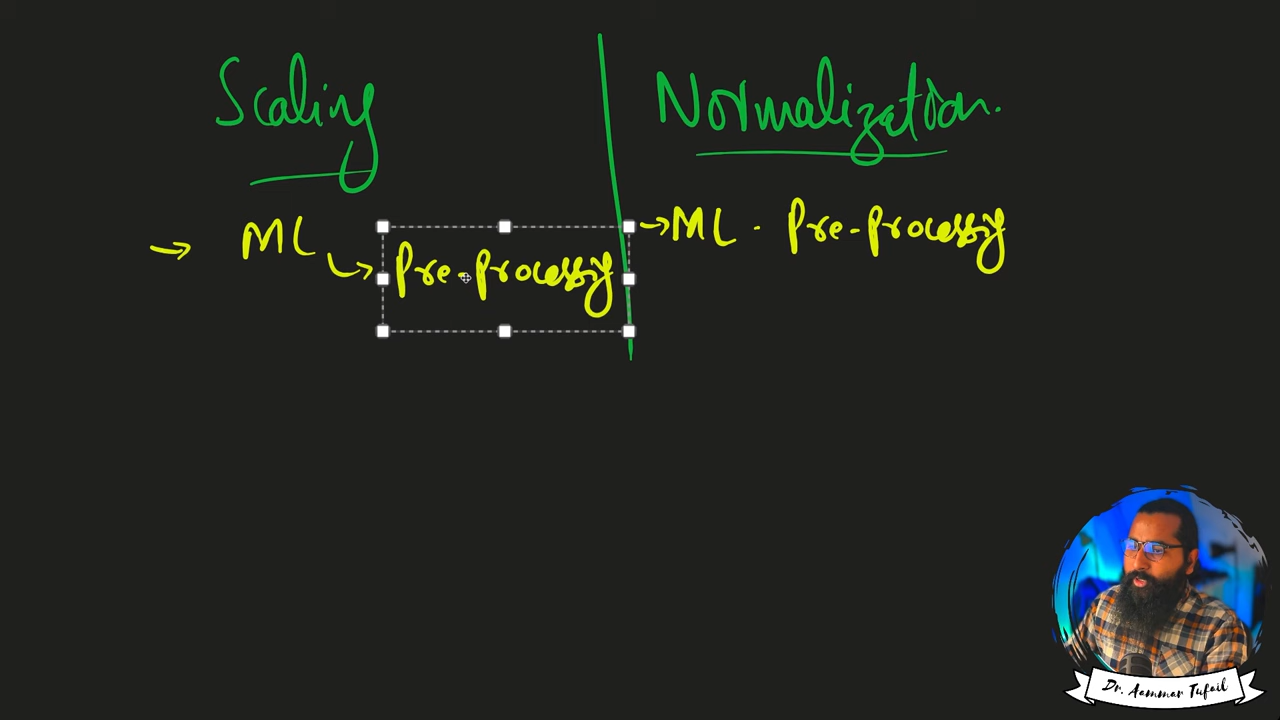 Scaling
Normalization.
→ ML
↳ Pre-processing
→ ML . Pre-processing
Dr. Aammar Tufail